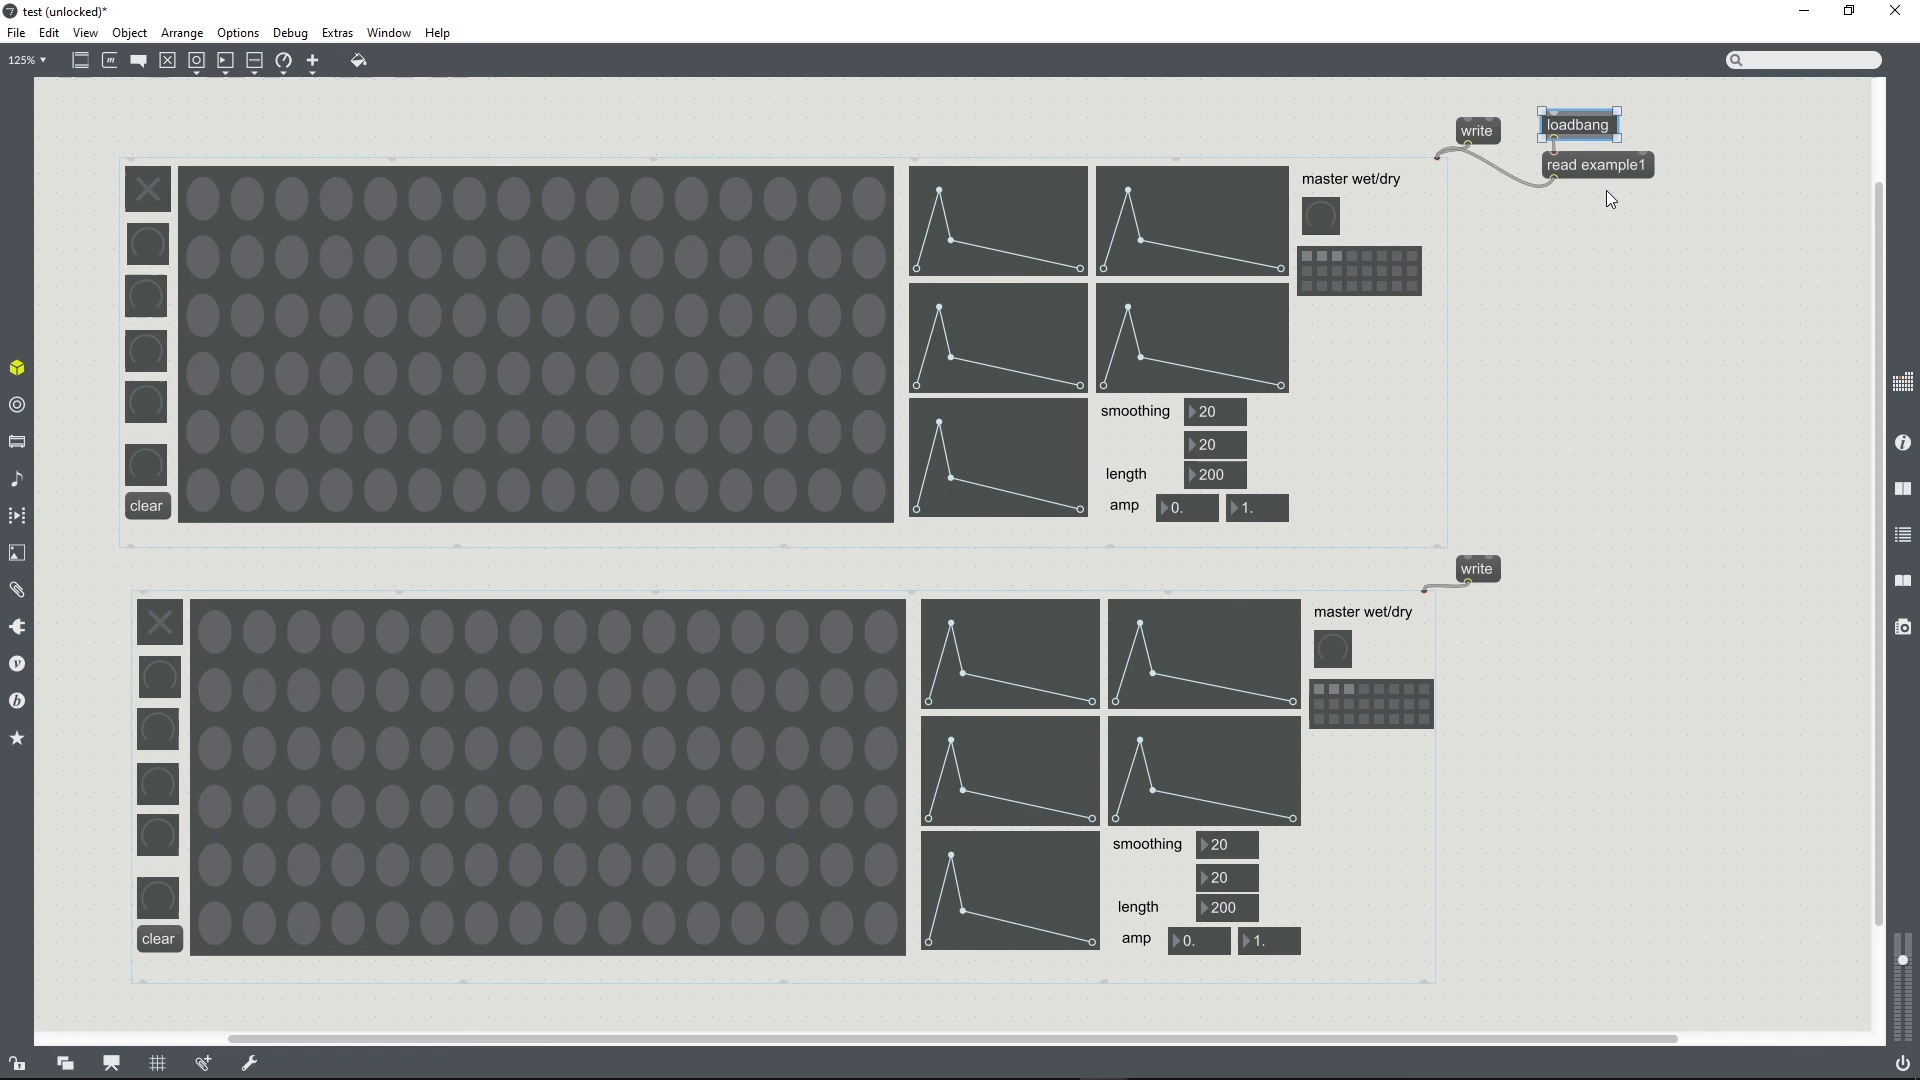 test (unlocked)*
File Edit View Object Arrange Options Debug Extras Window Help
125%
write
loadbang
read example1
master wet/dry
smoothing 20
20
length 200
amp 0. 1.
clear
write
master wet/dry
smoothing 20
20
length 200
amp 0. 1.
clear